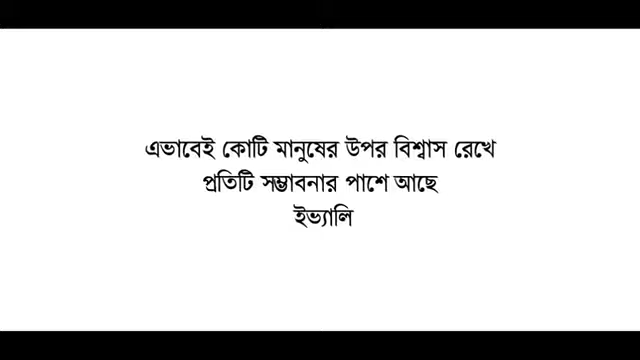 এভাবেই কোটি মানুষের উপর বিশ্বাস রেখে
প্রতিটি সম্ভাবনার পাশে আছে
ইভ্যালি